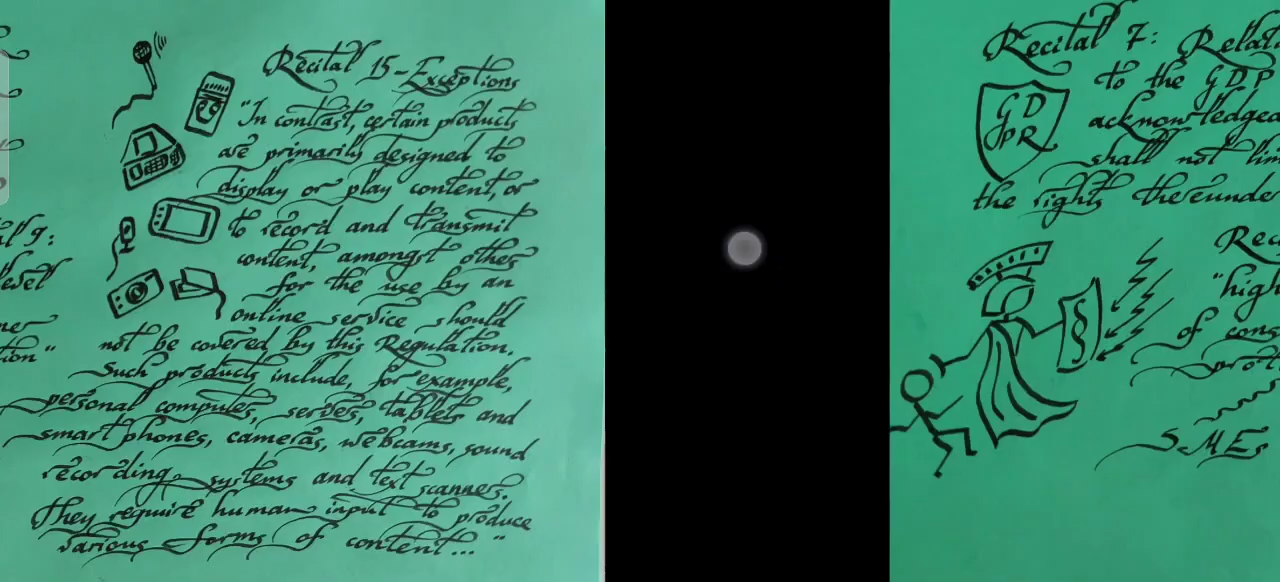 Recital 15 - Exceptions
"In contrast, certain products
are primarily designed to
display or play content, or
to record and transmit
content, amongst others
for the use by an
online service should
not be covered by this Regulation.
Such products include, for example,
personal computers, servers, tablets and
smart phones, cameras, webcams, sound
recording systems and text scanners.
They require human input to produce
various forms of content... "
9:
"
Recital 7: Relat
to the GDP
acknowledgea
shall not lim
the rights thereunde
GD
PR
Rec
"high
of cons
prot
§
SMEs